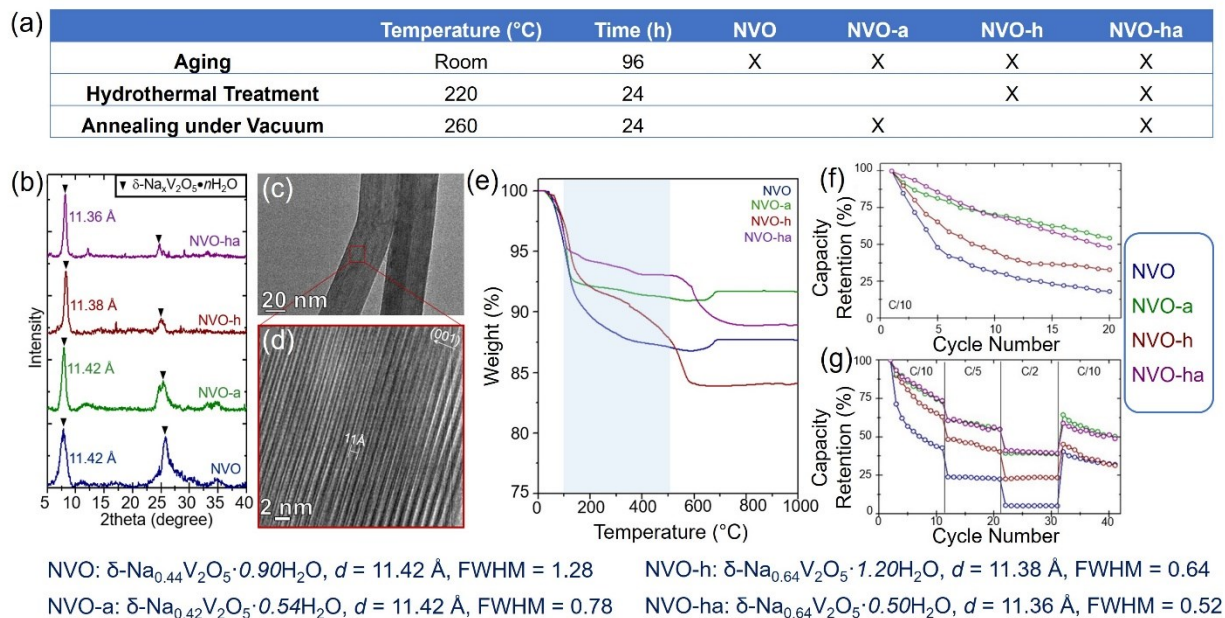 (a)
Temperature (°C) Time (h) NVO NVO-a NVO-h NVO-ha
Aging Room 96 X X X X
Hydrothermal Treatment 220 24 X X
Annealing under Vacuum 260 24 X X
(b)
▼ δ-NaₓV₂O₅•nH₂O
11.36 Å
NVO-ha
11.38 Å
NVO-h
11.42 Å
NVO-a
11.42 Å
NVO
Intensity
5 10 15 20 25 30 35 40
2theta (degree)
(c)
20 nm
(d)
(001)
11Å
2 nm
(e)
NVO
NVO-a
NVO-h
NVO-ha
100
95
90
85
80
75
Weight (%)
0 200 400 600 800 1000
Temperature (°C)
(f)
100
75
50
25
0
Capacity
Retention (%)
C/10
0 5 10 15 20
Cycle Number
(g)
C/10 C/5 C/2 C/10
100
75
50
25
0
Capacity
Retention (%)
0 10 20 30 40
Cycle Number
NVO
NVO-a
NVO-h
NVO-ha
NVO: δ-Na₀.₄₄V₂O₅·0.90H₂O, d = 11.42 Å, FWHM = 1.28
NVO-h: δ-Na₀.₆₄V₂O₅·1.20H₂O, d = 11.38 Å, FWHM = 0.64
NVO-a: δ-Na₀.₄₂V₂O₅·0.54H₂O, d = 11.42 Å, FWHM = 0.78
NVO-ha: δ-Na₀.₆₄V₂O₅·0.50H₂O, d = 11.36 Å, FWHM = 0.52